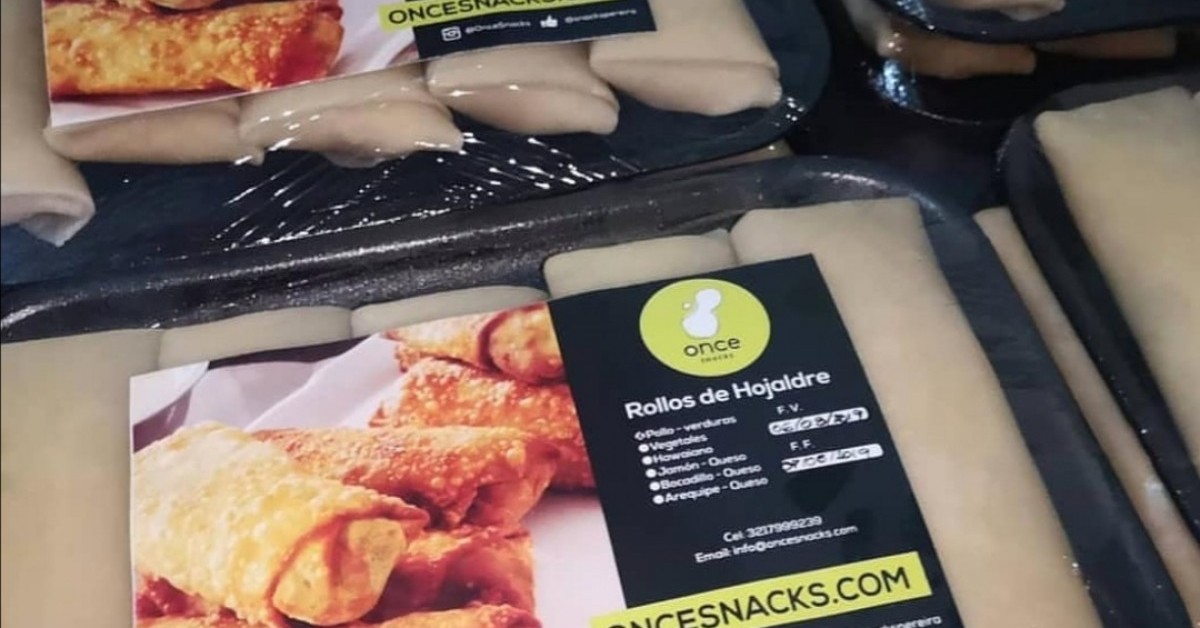 ONCESNACKS
@OnceSnacks @snackspereira
once
SNACKS
Rollos de Hojaldre
Pollo - verduras
Vegetales
Hawaiano
Jamón - Queso
Bocadillo - Queso
Arequipe - Queso
F.V.
F.F.
Cel 3217999239
Email: info@oncesnacks.com
ONCESNACKS.COM